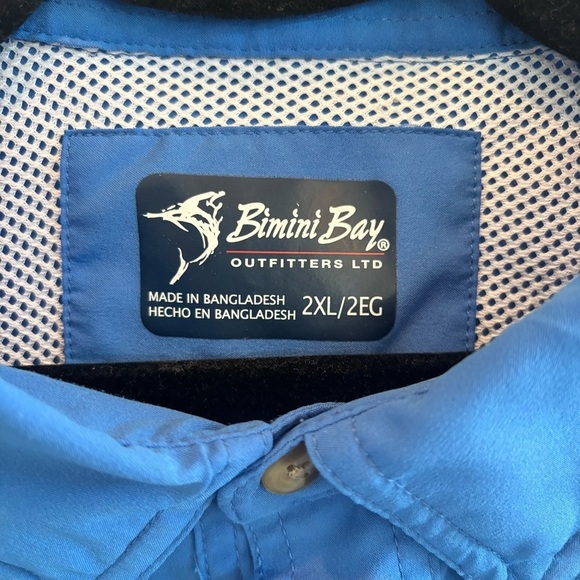 Bimini Bay®
OUTFITTERS LTD
MADE IN BANGLADESH
HECHO EN BANGLADESH
2XL/2EG